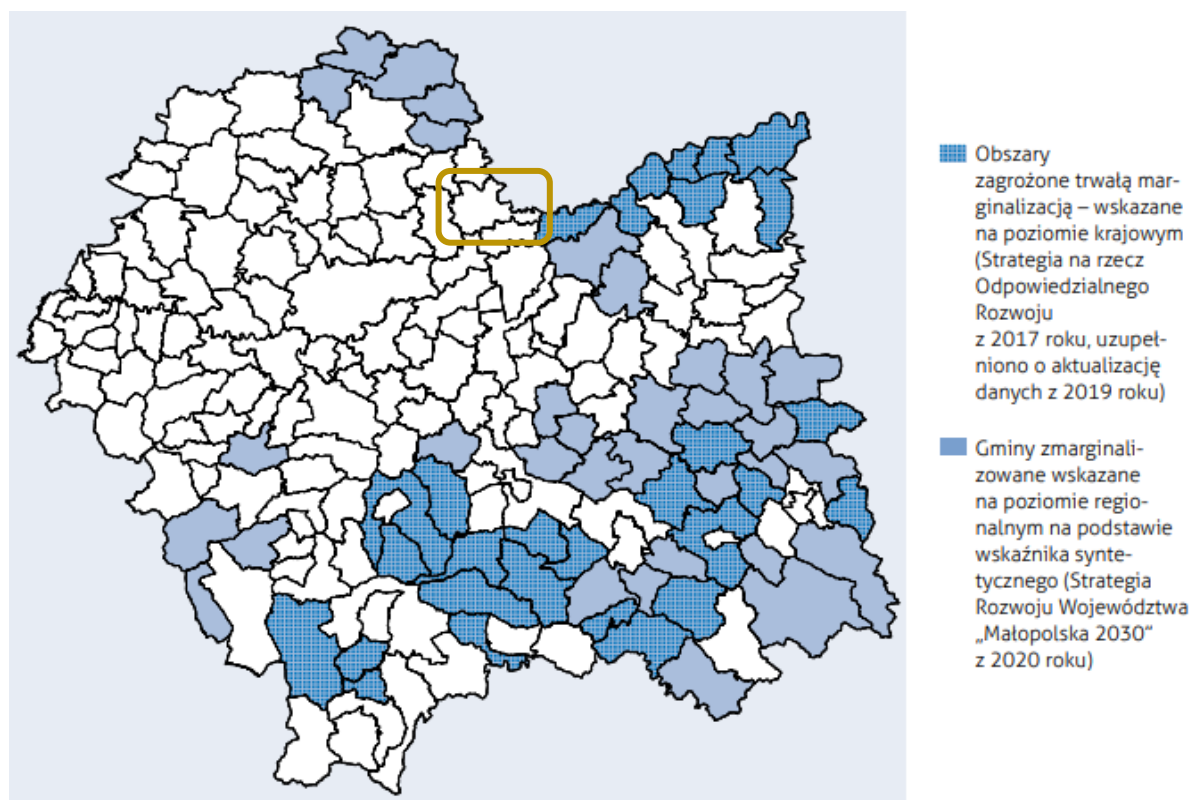 Obszary
zagrożone trwałą mar-
ginalizacją – wskazane
na poziomie krajowym
(Strategia na rzecz
Odpowiedzialnego
Rozwoju
z 2017 roku, uzupeł-
niono o aktualizację
danych z 2019 roku)
Gminy zmarginali-
zowane wskazane
na poziomie regio-
nalnym na podstawie
wskaźnika synte-
tycznego (Strategia
Rozwoju Województwa
„Małopolska 2030”
z 2020 roku)